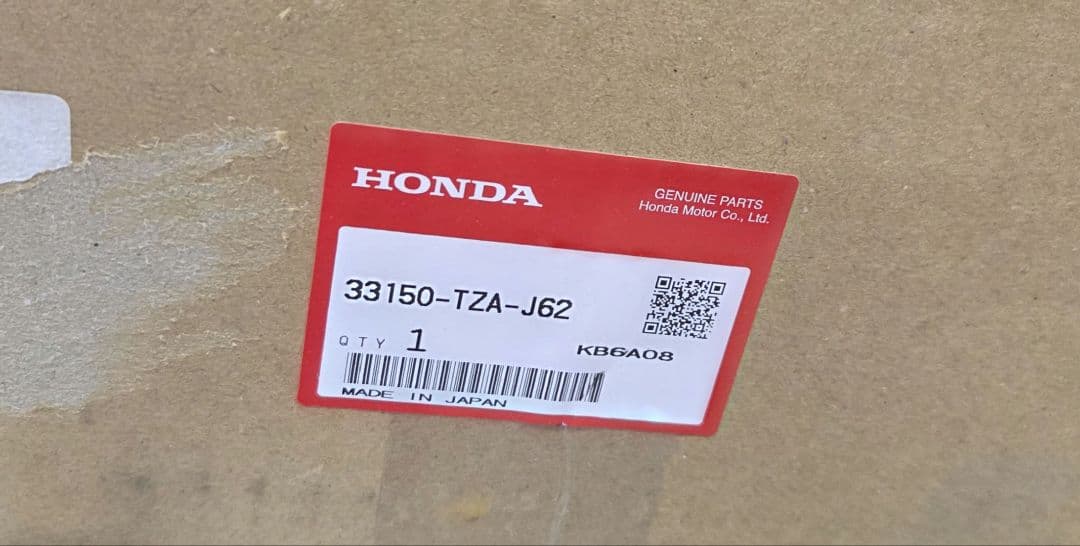 HONDA
GENUINE PARTS
Honda Motor Co., Ltd.
33150-TZA-J62
QTY 1
KB6A08
MADE IN JAPAN